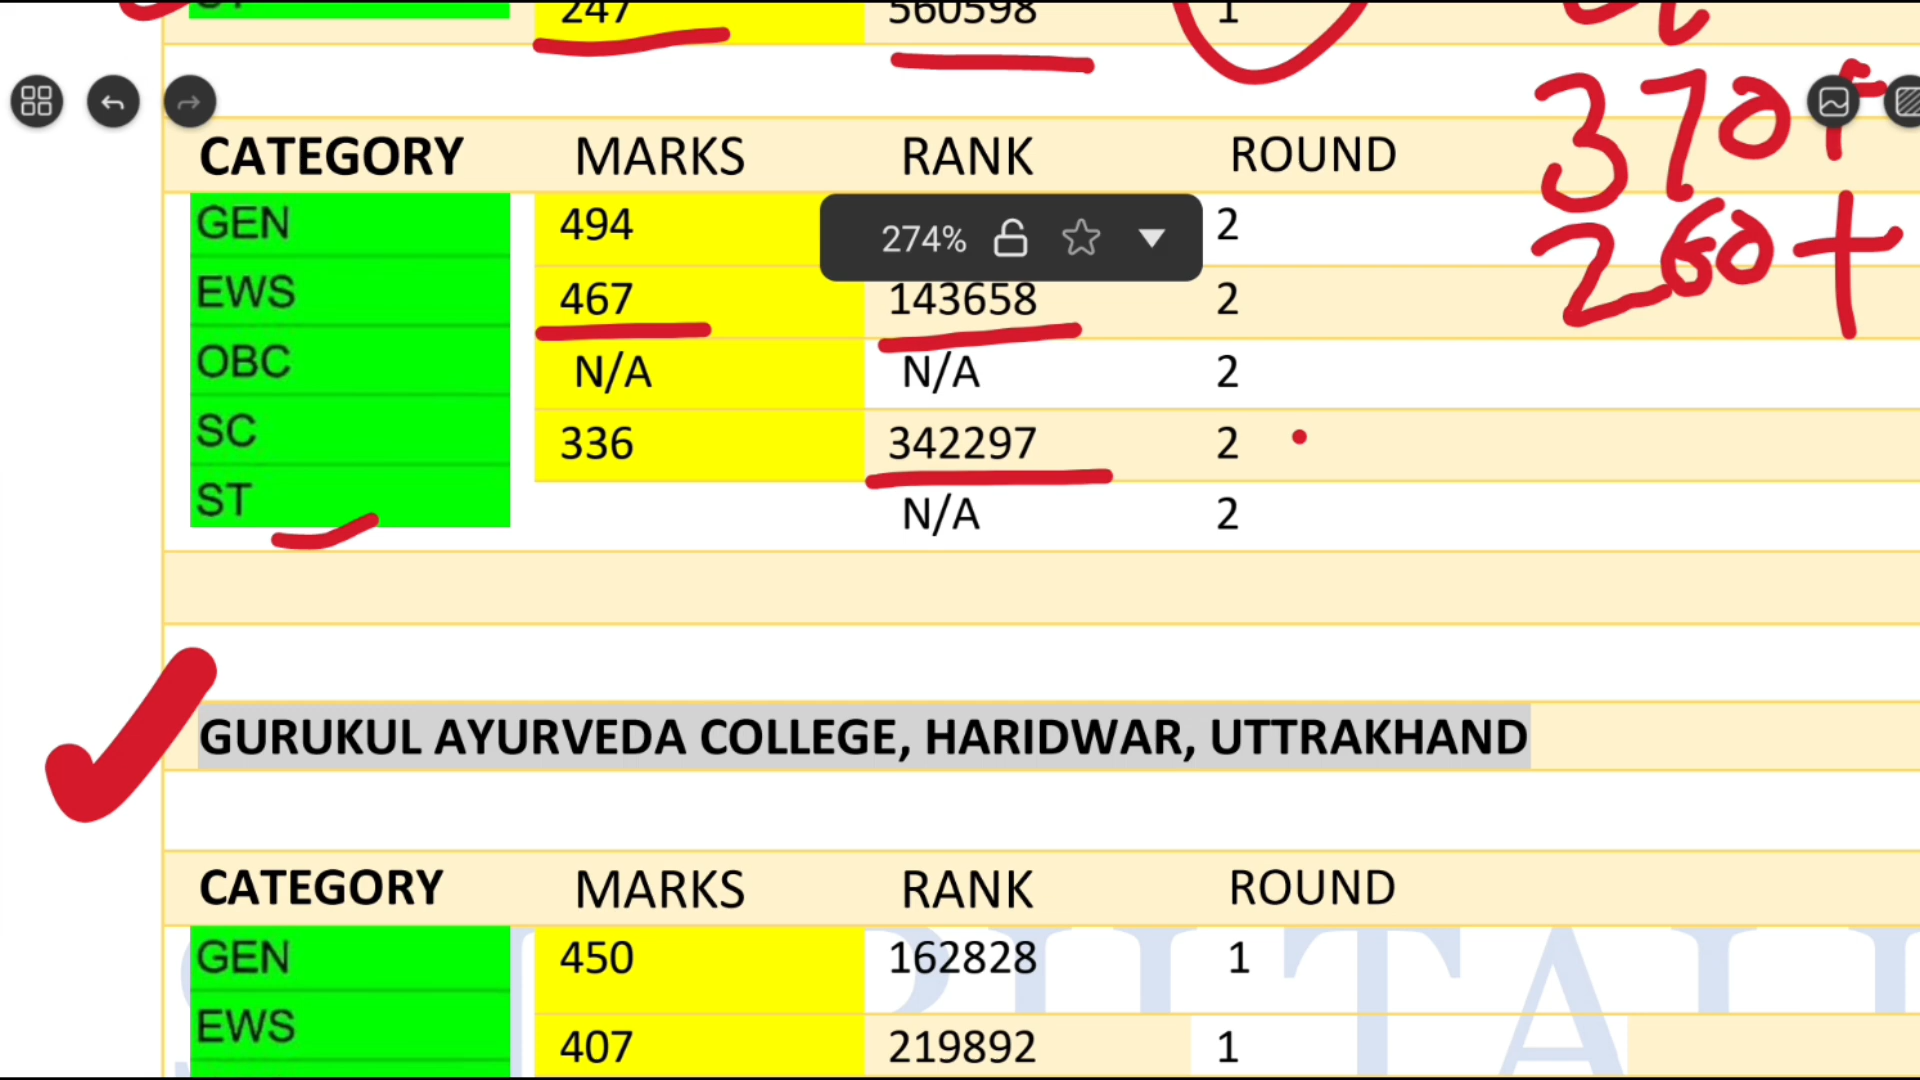 247 560598 1
370+
CATEGORY MARKS RANK ROUND
GEN 494 2
274%
260+
EWS 467 143658 2
OBC N/A N/A 2
SC 336 342297 2
ST N/A 2
GURUKUL AYURVEDA COLLEGE, HARIDWAR, UTTRAKHAND
CATEGORY MARKS RANK ROUND
GEN 450 162828 1
EWS 407 219892 1